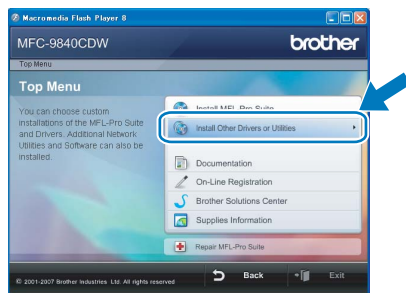 Macromedia Flash Player 8
MFC-9840CDW
brother
Top Menu
Top Menu
You can choose custom
installations of the MFL-Pro Suite
and Drivers. Additional Network
Utilities and Software can also be
installed.
Install MFL-Pro Suite
Install Other Drivers or Utilities
Documentation
On-Line Registration
Brother Solutions Center
Supplies Information
Repair MFL-Pro Suite
© 2001-2007 Brother Industries Ltd. All rights reserved
Back
Exit